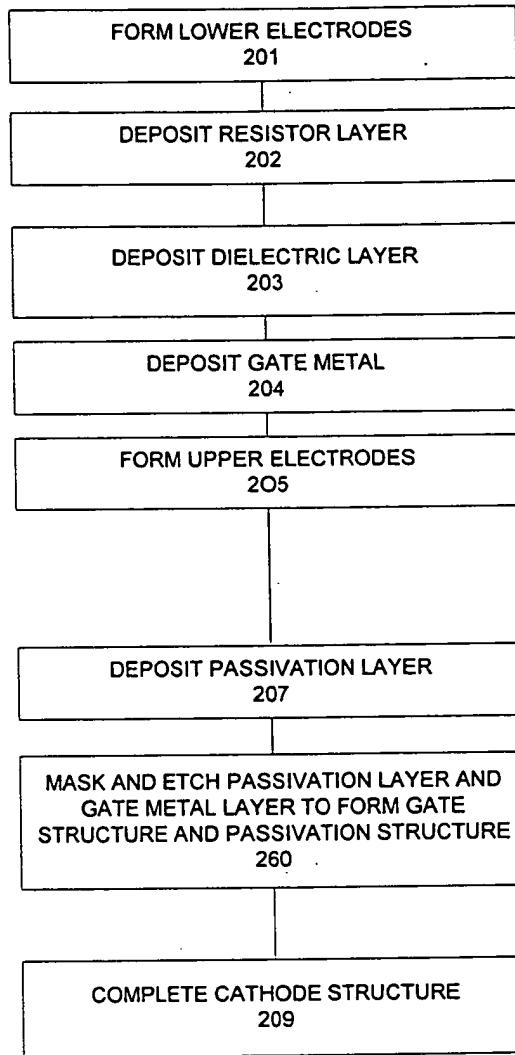 FORM LOWER ELECTRODES
201
DEPOSIT RESISTOR LAYER
202
DEPOSIT DIELECTRIC LAYER
203
DEPOSIT GATE METAL
204
FORM UPPER ELECTRODES
2O5
DEPOSIT PASSIVATION LAYER
207
MASK AND ETCH PASSIVATION LAYER AND
GATE METAL LAYER TO FORM GATE
STRUCTURE AND PASSIVATION STRUCTURE
260
COMPLETE CATHODE STRUCTURE
209